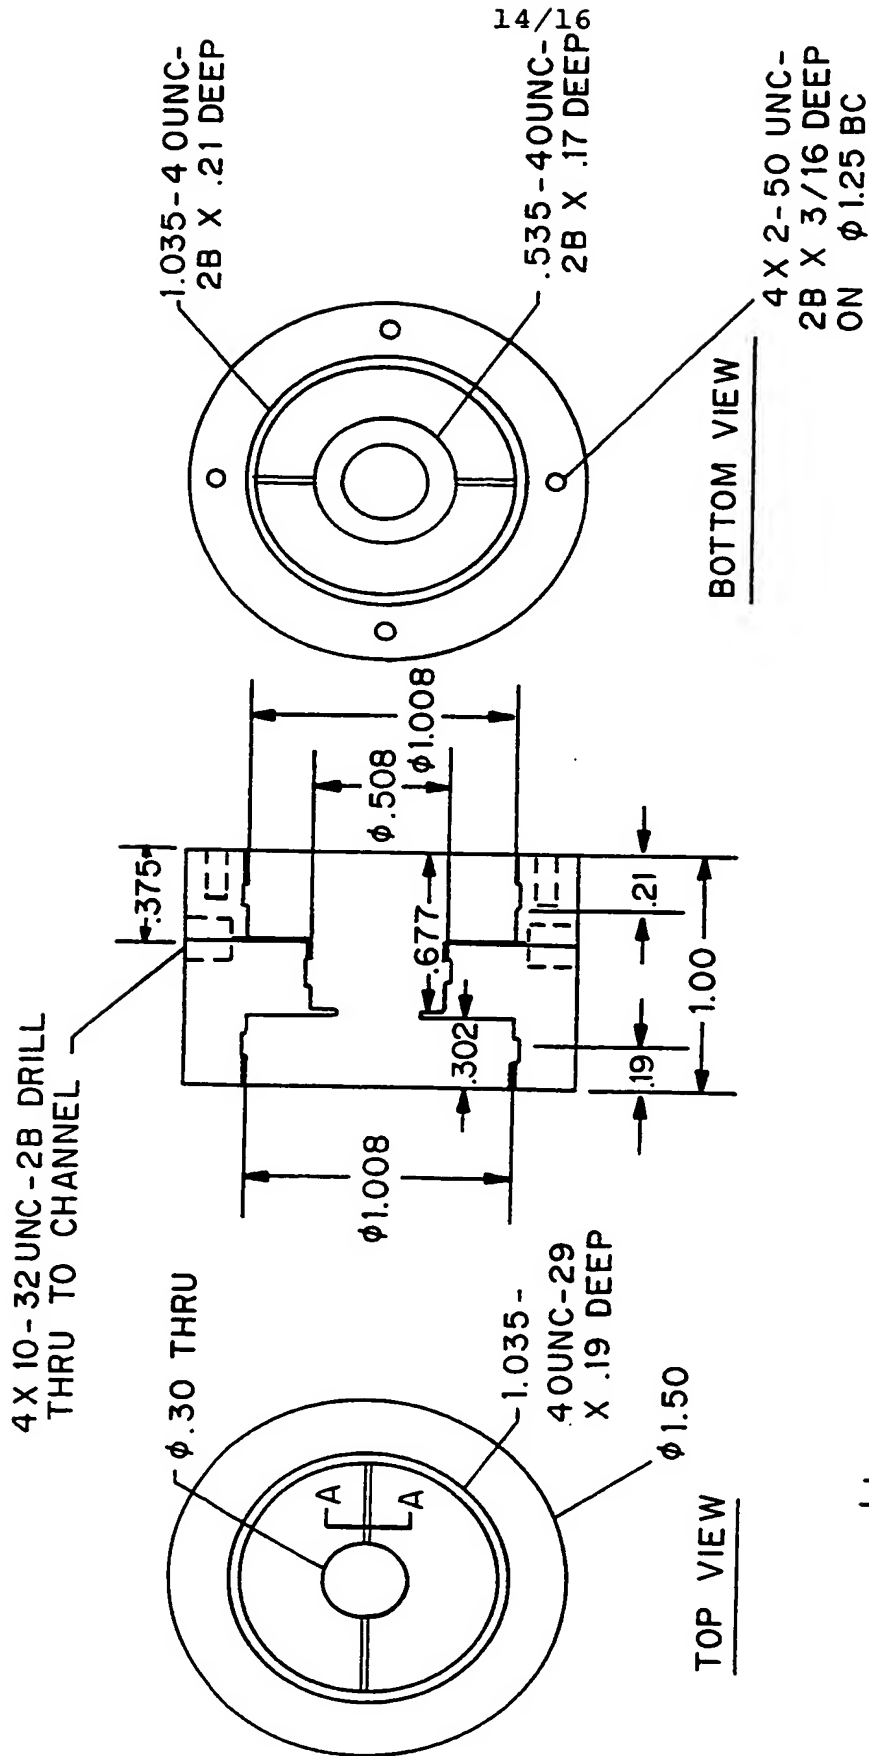 14/16
4 X 10-32 UNC-2B DRILL
THRU TO CHANNEL
φ.30 THRU
A
A
1.035-
40UNC-29
X .19 DEEP
φ1.50
TOP VIEW
.375
φ1.008
φ.508
φ1.008
.677
.302
.21
.19
1.00
1.035-4 0UNC-
2B X .21 DEEP
.535-40UNC-
2B X .17 DEEP
4 X 2-50 UNC-
2B X 3/16 DEEP
ON φ1.25 BC
BOTTOM VIEW